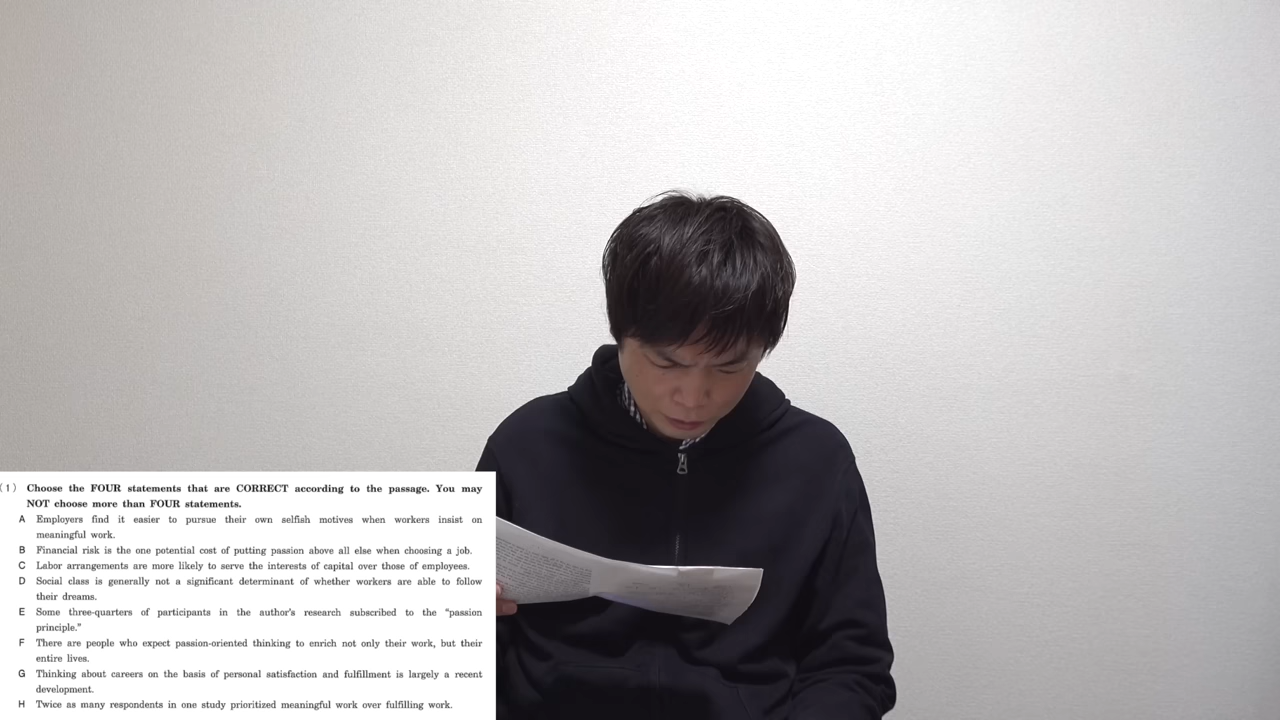 (1) Choose the FOUR statements that are CORRECT according to the passage. You may
NOT choose more than FOUR statements.
A Employers find it easier to pursue their own selfish motives when workers insist on
meaningful work.
B Financial risk is the one potential cost of putting passion above all else when choosing a job.
C Labor arrangements are more likely to serve the interests of capital over those of employees.
D Social class is generally not a significant determinant of whether workers are able to follow
their dreams.
E Some three-quarters of participants in the author's research subscribed to the "passion
principle."
F There are people who expect passion-oriented thinking to enrich not only their work, but their
entire lives.
G Thinking about careers on the basis of personal satisfaction and fulfillment is largely a recent
development.
H Twice as many respondents in one study prioritized meaningful work over fulfilling work.